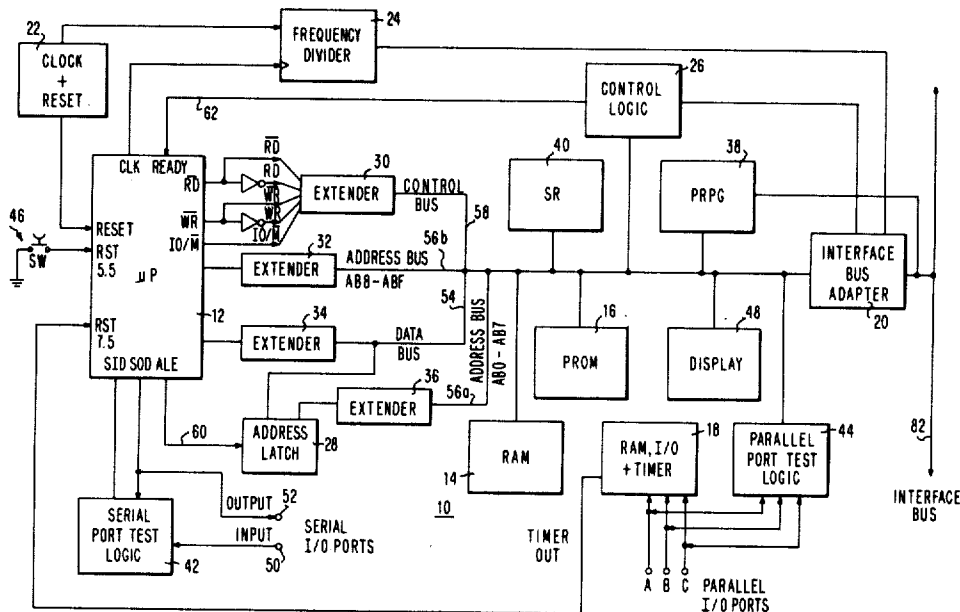 22
CLOCK
+
RESET
FREQUENCY
DIVIDER
24
26
CONTROL
LOGIC
62
40
SR
38
PRPG
CLK READY
R̅D̅
R̅D̅
RD
W̅R̅
WR
I̅O̅/M
W̅R̅
IO/M̅
30
EXTENDER
CONTROL
BUS
58
46
SW
RESET
RST
5.5
μP
12
RST
7.5
SID SOD ALE
32
EXTENDER
56b
ADDRESS BUS
AB8-ABF
54
34
EXTENDER
DATA
BUS
ADDRESS BUS
AB0-AB7
INTERFACE
BUS
ADAPTER
20
16
PROM
48
DISPLAY
36
EXTENDER
56a
60
ADDRESS
LATCH
28
14
RAM
18
RAM, I/O
+ TIMER
44
PARALLEL
PORT TEST
LOGIC
82
INTERFACE
BUS
10
OUTPUT
52
INPUT
50
SERIAL
I/O PORTS
SERIAL
PORT TEST
LOGIC
42
TIMER
OUT
A B C
PARALLEL
I/O PORTS